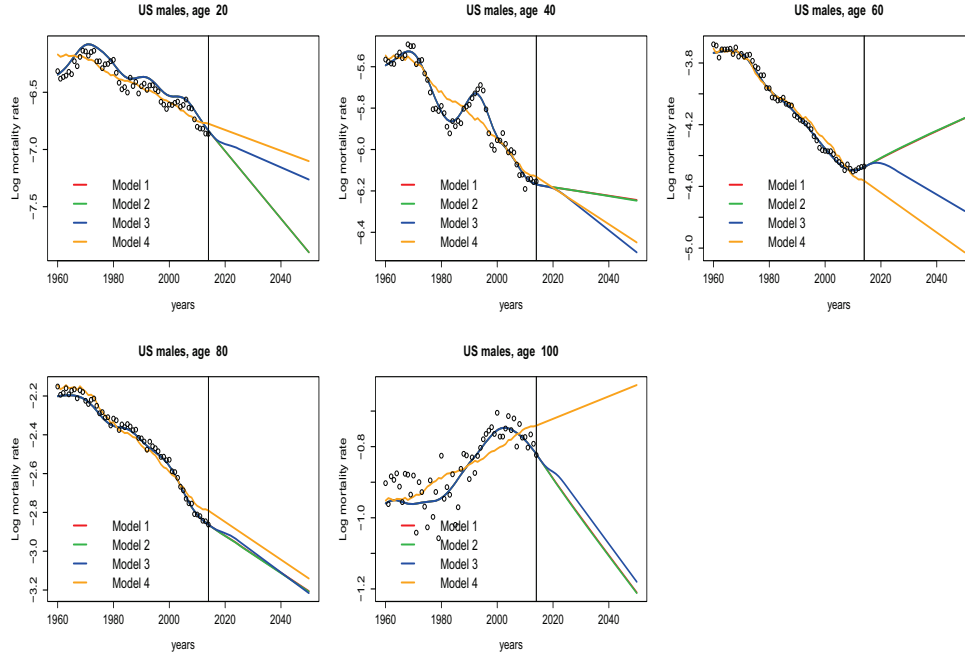 US males, age 20
Log mortality rate
−6.5
−7.0
−7.5
Model 1
Model 2
Model 3
Model 4
1960 1980 2000 2020 2040
years
US males, age 40
Log mortality rate
−5.6
−5.8
−6.0
−6.2
−6.4
Model 1
Model 2
Model 3
Model 4
1960 1980 2000 2020 2040
years
US males, age 60
Log mortality rate
−3.8
−4.2
−4.6
−5.0
Model 1
Model 2
Model 3
Model 4
1960 1980 2000 2020 2040
years
US males, age 80
Log mortality rate
−2.2
−2.4
−2.6
−2.8
−3.0
−3.2
Model 1
Model 2
Model 3
Model 4
1960 1980 2000 2020 2040
years
US males, age 100
Log mortality rate
−0.8
−1.0
−1.2
Model 1
Model 2
Model 3
Model 4
1960 1980 2000 2020 2040
years